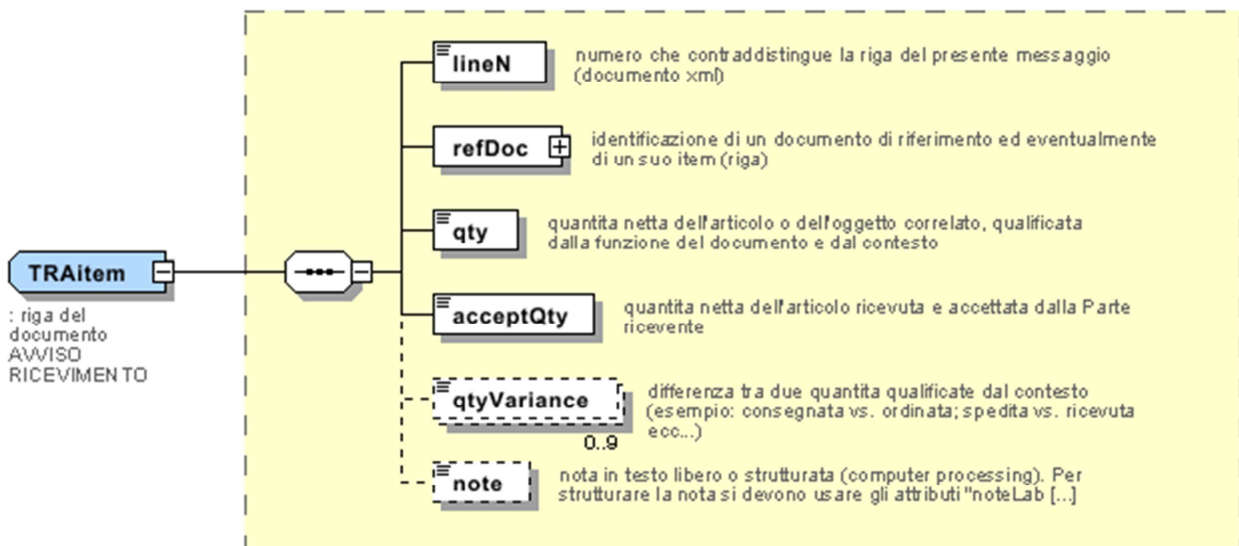 lineN
numero che contraddistingue la riga del presente messaggio
(documento xml)
refDoc
identificazione di un documento di riferimento ed eventualmente
di un suo item (riga)
qty
quantita netta dell'articolo o dell'oggetto correlato, qualificata
dalla funzione del documento e dal contesto
TRAitem
: riga del
documento
AVVISO
RICEVIMENTO
acceptQty
quantita netta dell'articolo ricevuta e accettata dalla Parte
ricevente
qtyVariance
0..9
differenza tra due quantita qualificate dal contesto
(esempio: consegnata vs. ordinata; spedita vs. ricevuta
ecc...)
note
nota in testo libero o strutturata (computer processing). Per
strutturare la nota si devono usare gli attributi "noteLab [...]